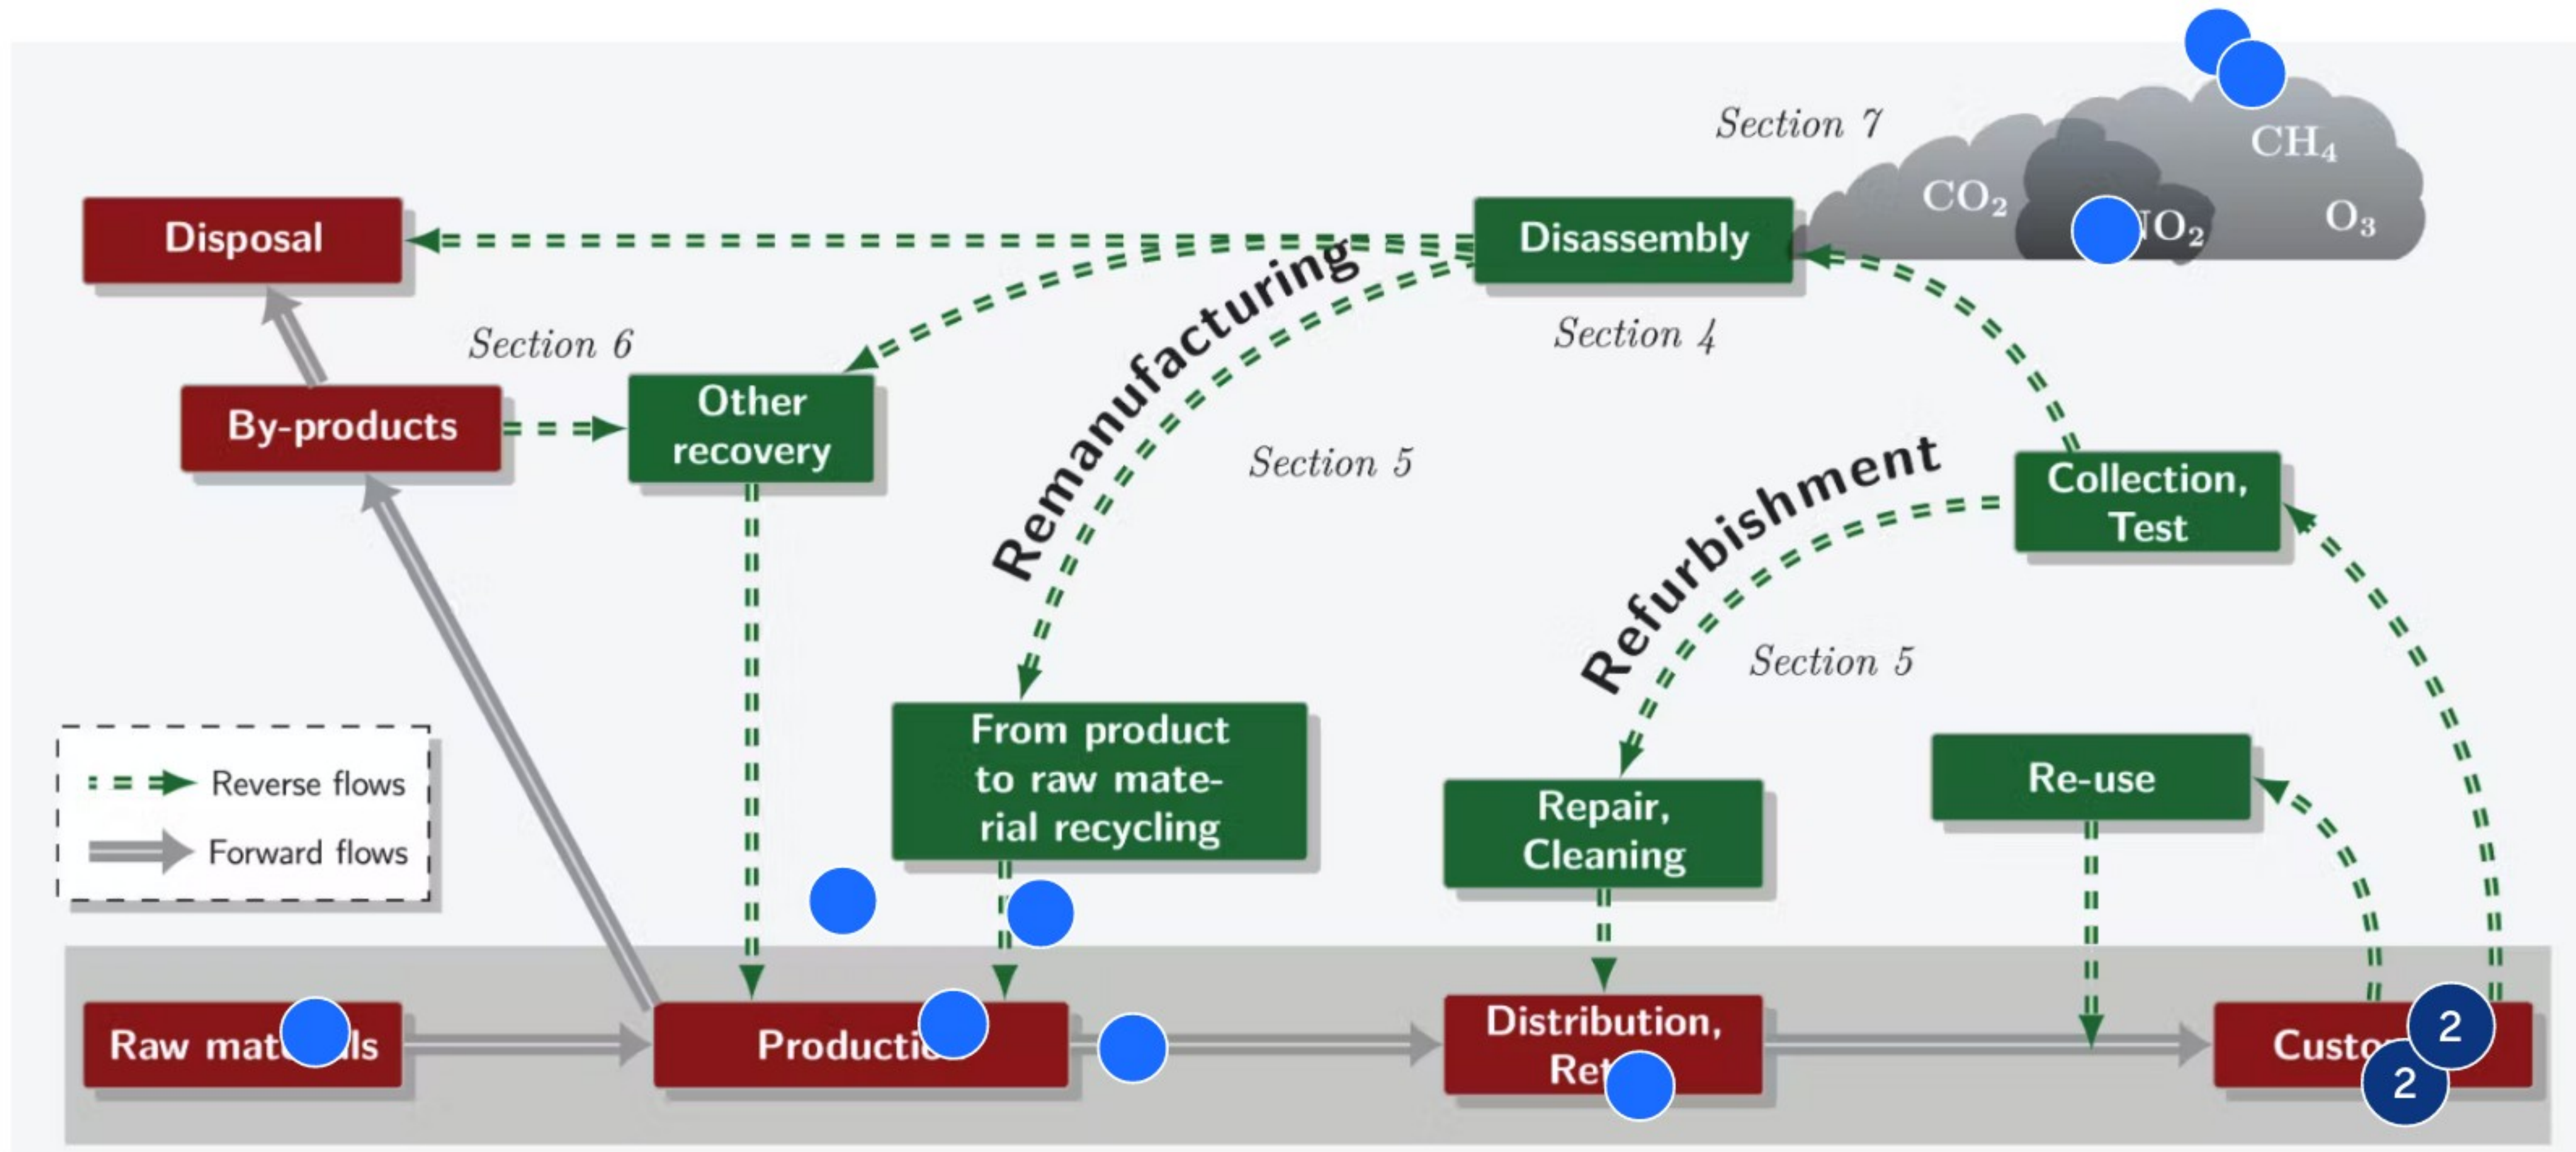 Section 7
CH₄
CO₂
O₃
Disposal
Disassembly
Remanufacturing
Section 4
Section 6
By-products
Other
recovery
Section 5
Refurbishment
Collection,
Test
Section 5
From product
to raw mate-
rial recycling
Repair,
Cleaning
Re-use
Reverse flows
Forward flows
Distribution,
2
2